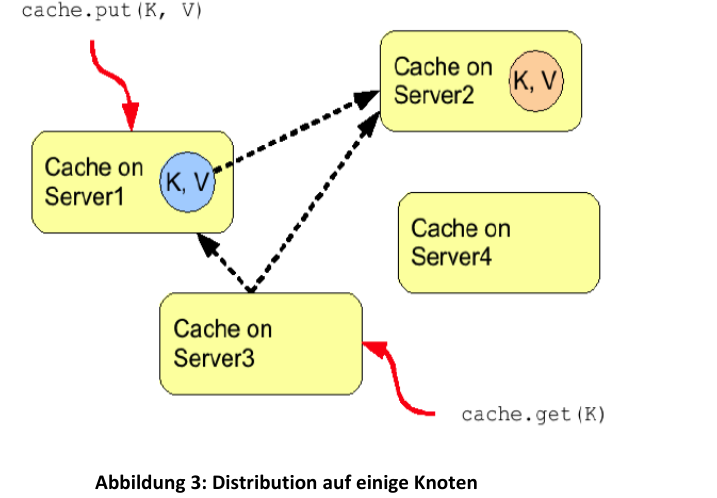 cache.put(K, V)
Cache on
Server2
K, V
Cache on
Server1
K, V
Cache on
Server4
Cache on
Server3
cache.get(K)
Abbildung 3: Distribution auf einige Knoten